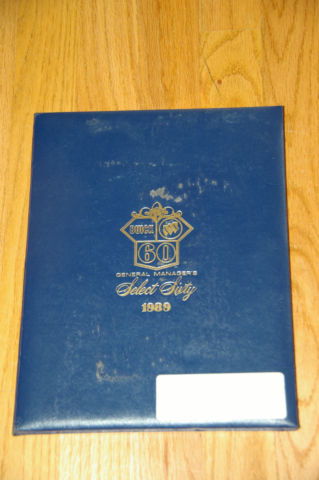 BUICK
60
GENERAL MANAGER'S
Select Sixty
1989